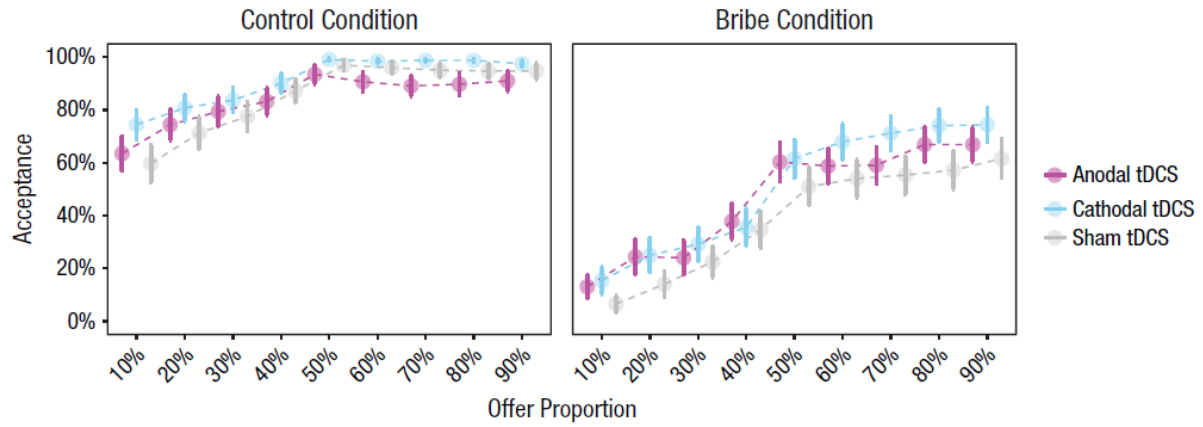 Control Condition
Bribe Condition
100%
80%
60%
40%
20%
0%
Acceptance
10% 20% 30% 40% 50% 60% 70% 80% 90%
10% 20% 30% 40% 50% 60% 70% 80% 90%
Offer Proportion
Anodal tDCS
Cathodal tDCS
Sham tDCS